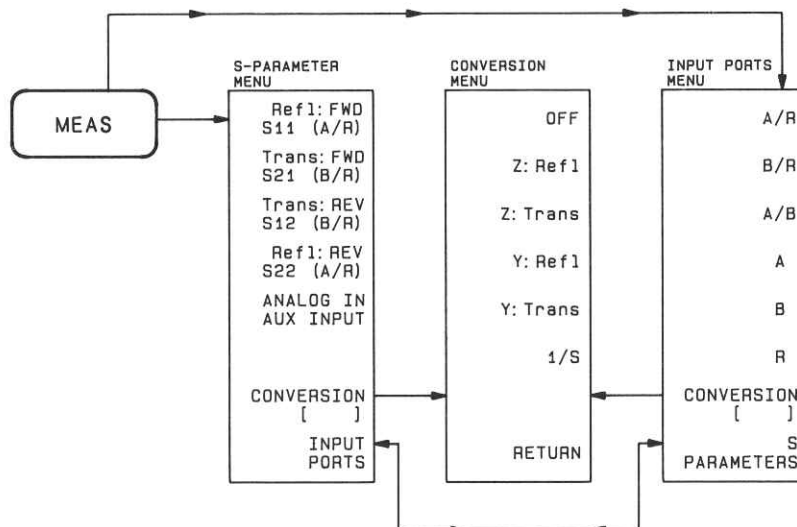 MEAS
S-PARAMETER
MENU
Refl: FWD
S11 (A/R)
Trans: FWD
S21 (B/R)
Trans: REV
S12 (B/R)
Refl: REV
S22 (A/R)
ANALOG IN
AUX INPUT
CONVERSION
[ ]
INPUT
PORTS
CONVERSION
MENU
OFF
Z: Refl
Z: Trans
Y: Refl
Y: Trans
1/S
RETURN
INPUT PORTS
MENU
A/R
B/R
A/B
A
B
R
CONVERSION
[ ]
S
PARAMETERS